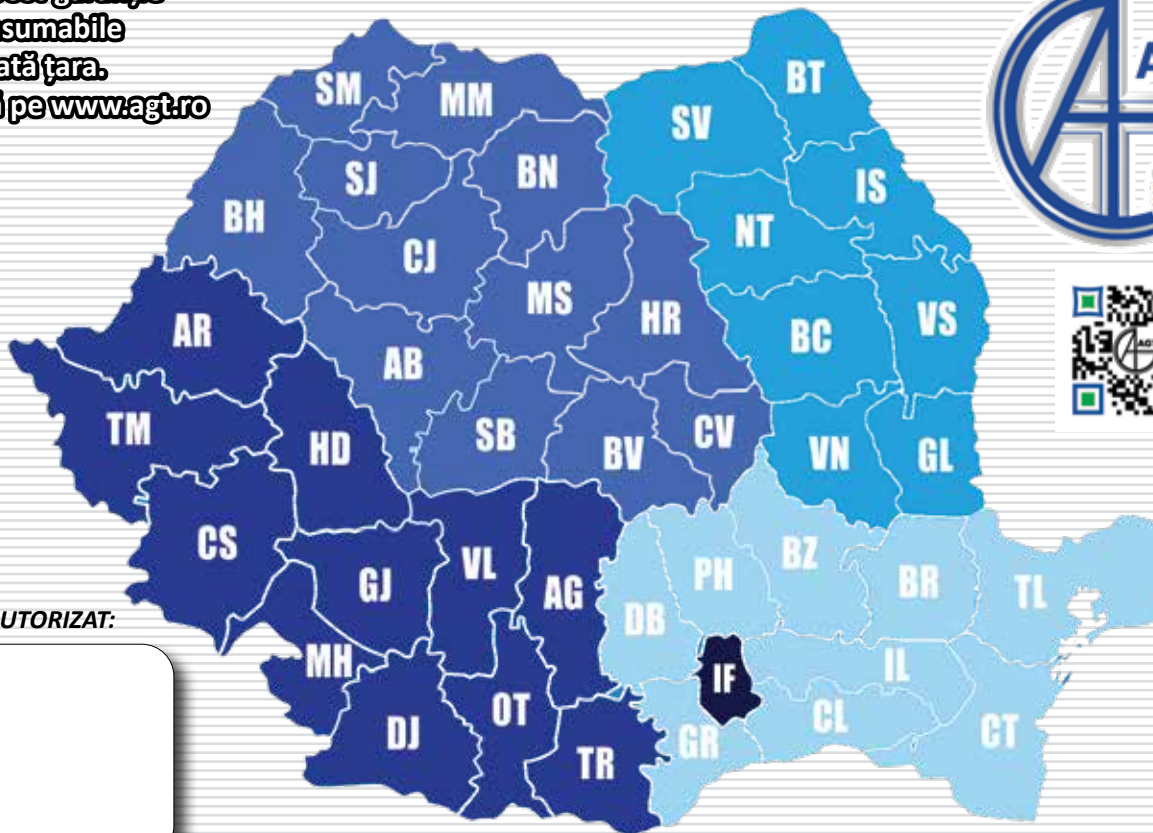 sumabile
ată țara.
pe www.agt.ro
SM
MM
BT
SV
SJ
BN
IS
BH
NT
CJ
MS
HR
VS
AR
BC
AB
TM
HD
SB
BV
CV
VN
GL
CS
GJ
VL
AG
PH
BZ
BR
TL
DB
UTORIZAT:
MH
IF
IL
OT
DJ
GR
CL
CT
TR
A
AGT